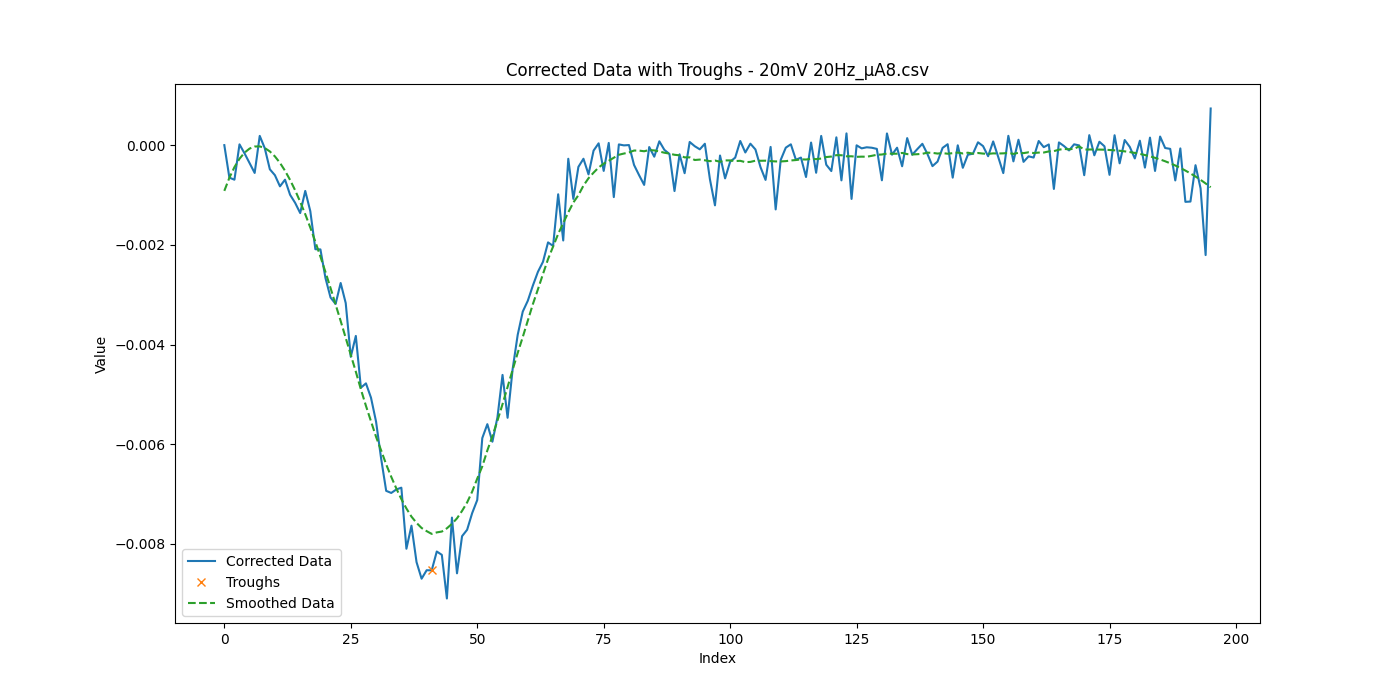 Corrected Data with Troughs - 20mV 20Hz_μA8.csv
0.000
−0.002
−0.004
−0.006
−0.008
Value
Corrected Data
Troughs
Smoothed Data
0 25 50 75 100 125 150 175 200
Index